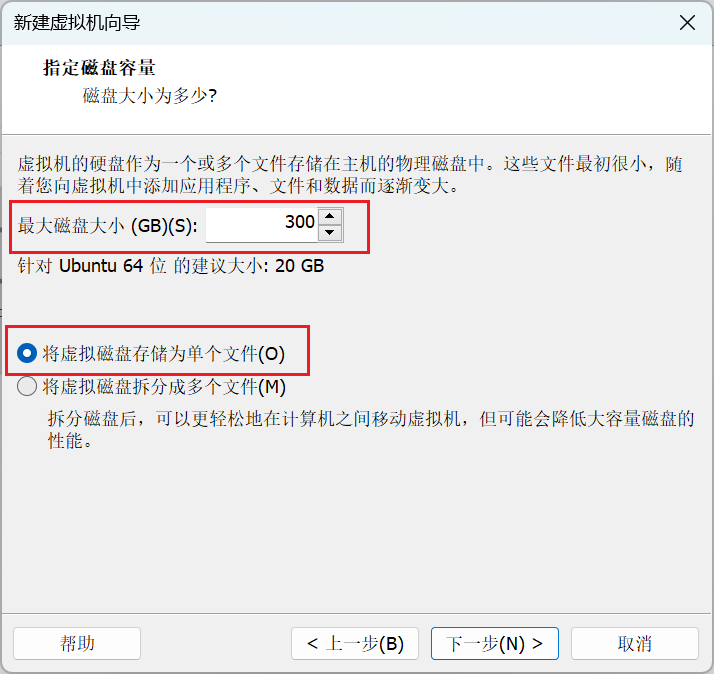 新建虚拟机向导
指定磁盘容量
磁盘大小为多少?
虚拟机的硬盘作为一个或多个文件存储在主机的物理磁盘中。这些文件最初很小，随
着您向虚拟机中添加应用程序、文件和数据而逐渐变大。
最大磁盘大小 (GB)(S): 300
针对 Ubuntu 64 位 的建议大小: 20 GB
将虚拟磁盘存储为单个文件(O)
将虚拟磁盘拆分成多个文件(M)
拆分磁盘后，可以更轻松地在计算机之间移动虚拟机，但可能会降低大容量磁盘的
性能。
帮助 < 上一步(B) 下一步(N) > 取消